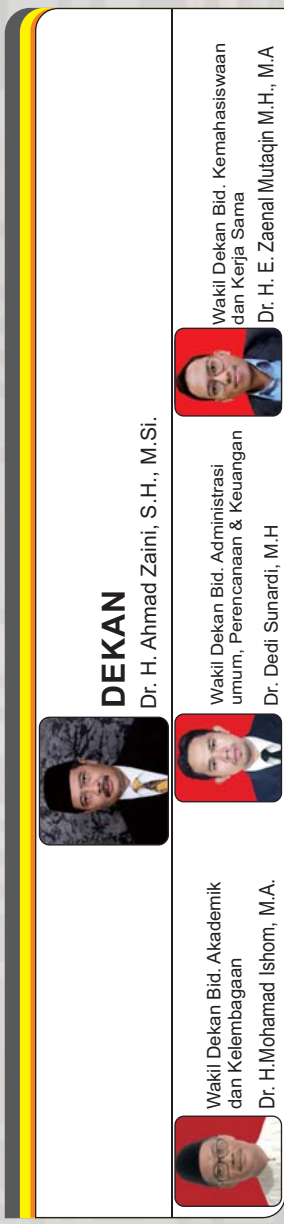 DEKAN
Dr. H. Ahmad Zaini, S.H., M.Si.
Wakil Dekan Bid. Akademik
dan Kelembagaan
Dr. H.Mohamad Ishom, M.A.
Wakil Dekan Bid. Administrasi
umum, Perencanaan & Keuangan
Dr. Dedi Sunardi, M.H
Wakil Dekan Bid. Kemahasiswaan
dan Kerja Sama
Dr. H. E. Zaenal Mutaqin M.H., M.A